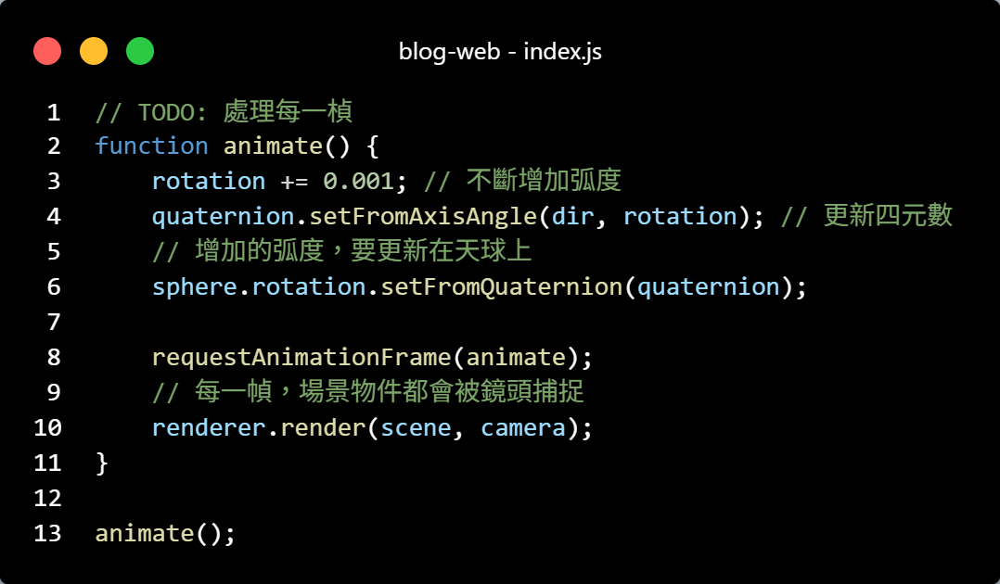 blog-web - index.js
1 // TODO: 處理每一楨
2 function animate() {
3     rotation += 0.001; // 不斷增加弧度
4     quaternion.setFromAxisAngle(dir, rotation); // 更新四元數
5     // 增加的弧度，要更新在天球上
6     sphere.rotation.setFromQuaternion(quaternion);
7
8     requestAnimationFrame(animate);
9     // 每一幀，場景物件都會被鏡頭捕捉
10     renderer.render(scene, camera);
11 }
12
13 animate();